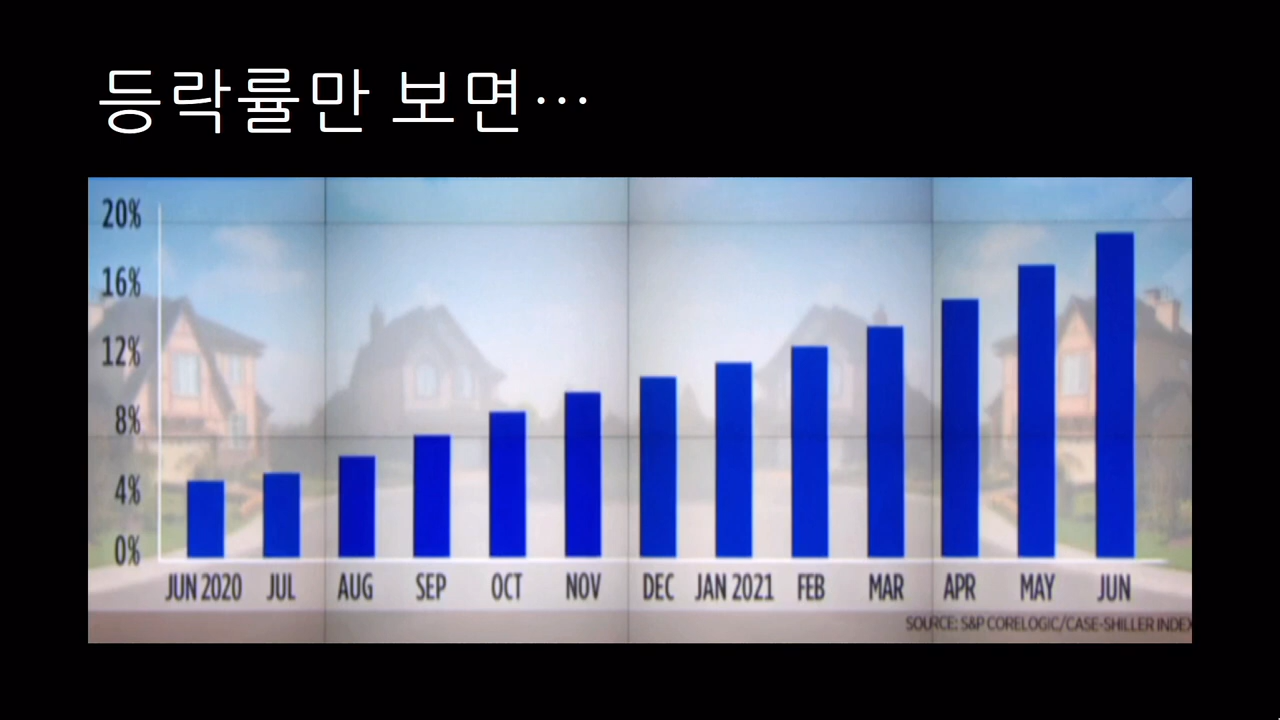 등락률만 보면…
20%
16%
12%
8%
4%
0%
JUN 2020 JUL AUG SEP OCT NOV DEC JAN 2021 FEB MAR APR MAY JUN
SOURCE: S&P CORELOGIC/CASE-SHILLER INDEX